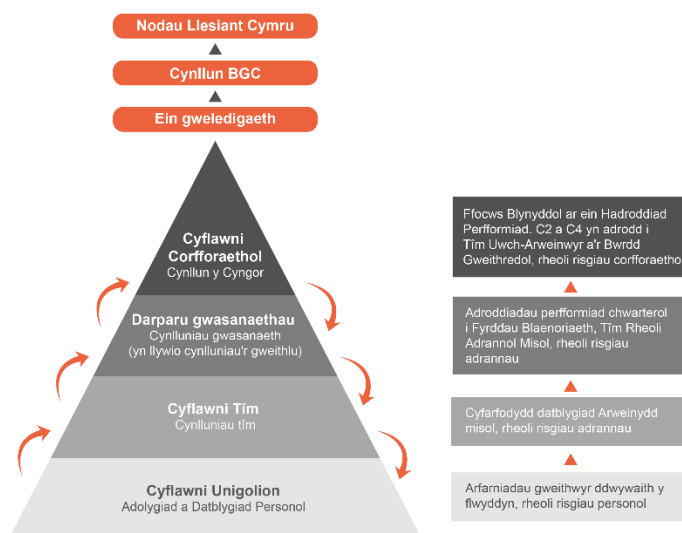 Nodau Llesiant Cymru
Cynllun BGC
Ein gweledigaeth
Cyflawni
Corfforaethol
Cynllun y Cyngor
Darparu gwasanaethau
Cynlluniau gwasanaeth
(yn llywio cynlluniau'r gweithlu)
Cyflawni Tîm
Cynlluniau tîm
Cyflawni Unigolion
Adolygiad a Datblygiad Personol
Ffocws Blynyddol ar ein Hadroddiad
Perfformiad. C2 a C4 yn adrodd i
Tîm Uwch-Arweinwyr a'r Bwrdd
Gweithredol, rheoli risgiau corfforaetho
Adroddiadau perfformiad chwarterol
i Fyrddau Blaenoriaeth, Tîm Rheoli
Adrannol Misol, rheoli risgiau
adrannau
Cyfarfodydd datblygiad Arweinydd
misol, rheoli risgiau adrannau
Arfarniadau gweithwyr ddwywaith y
flwyddyn, rheoli risgiau personol